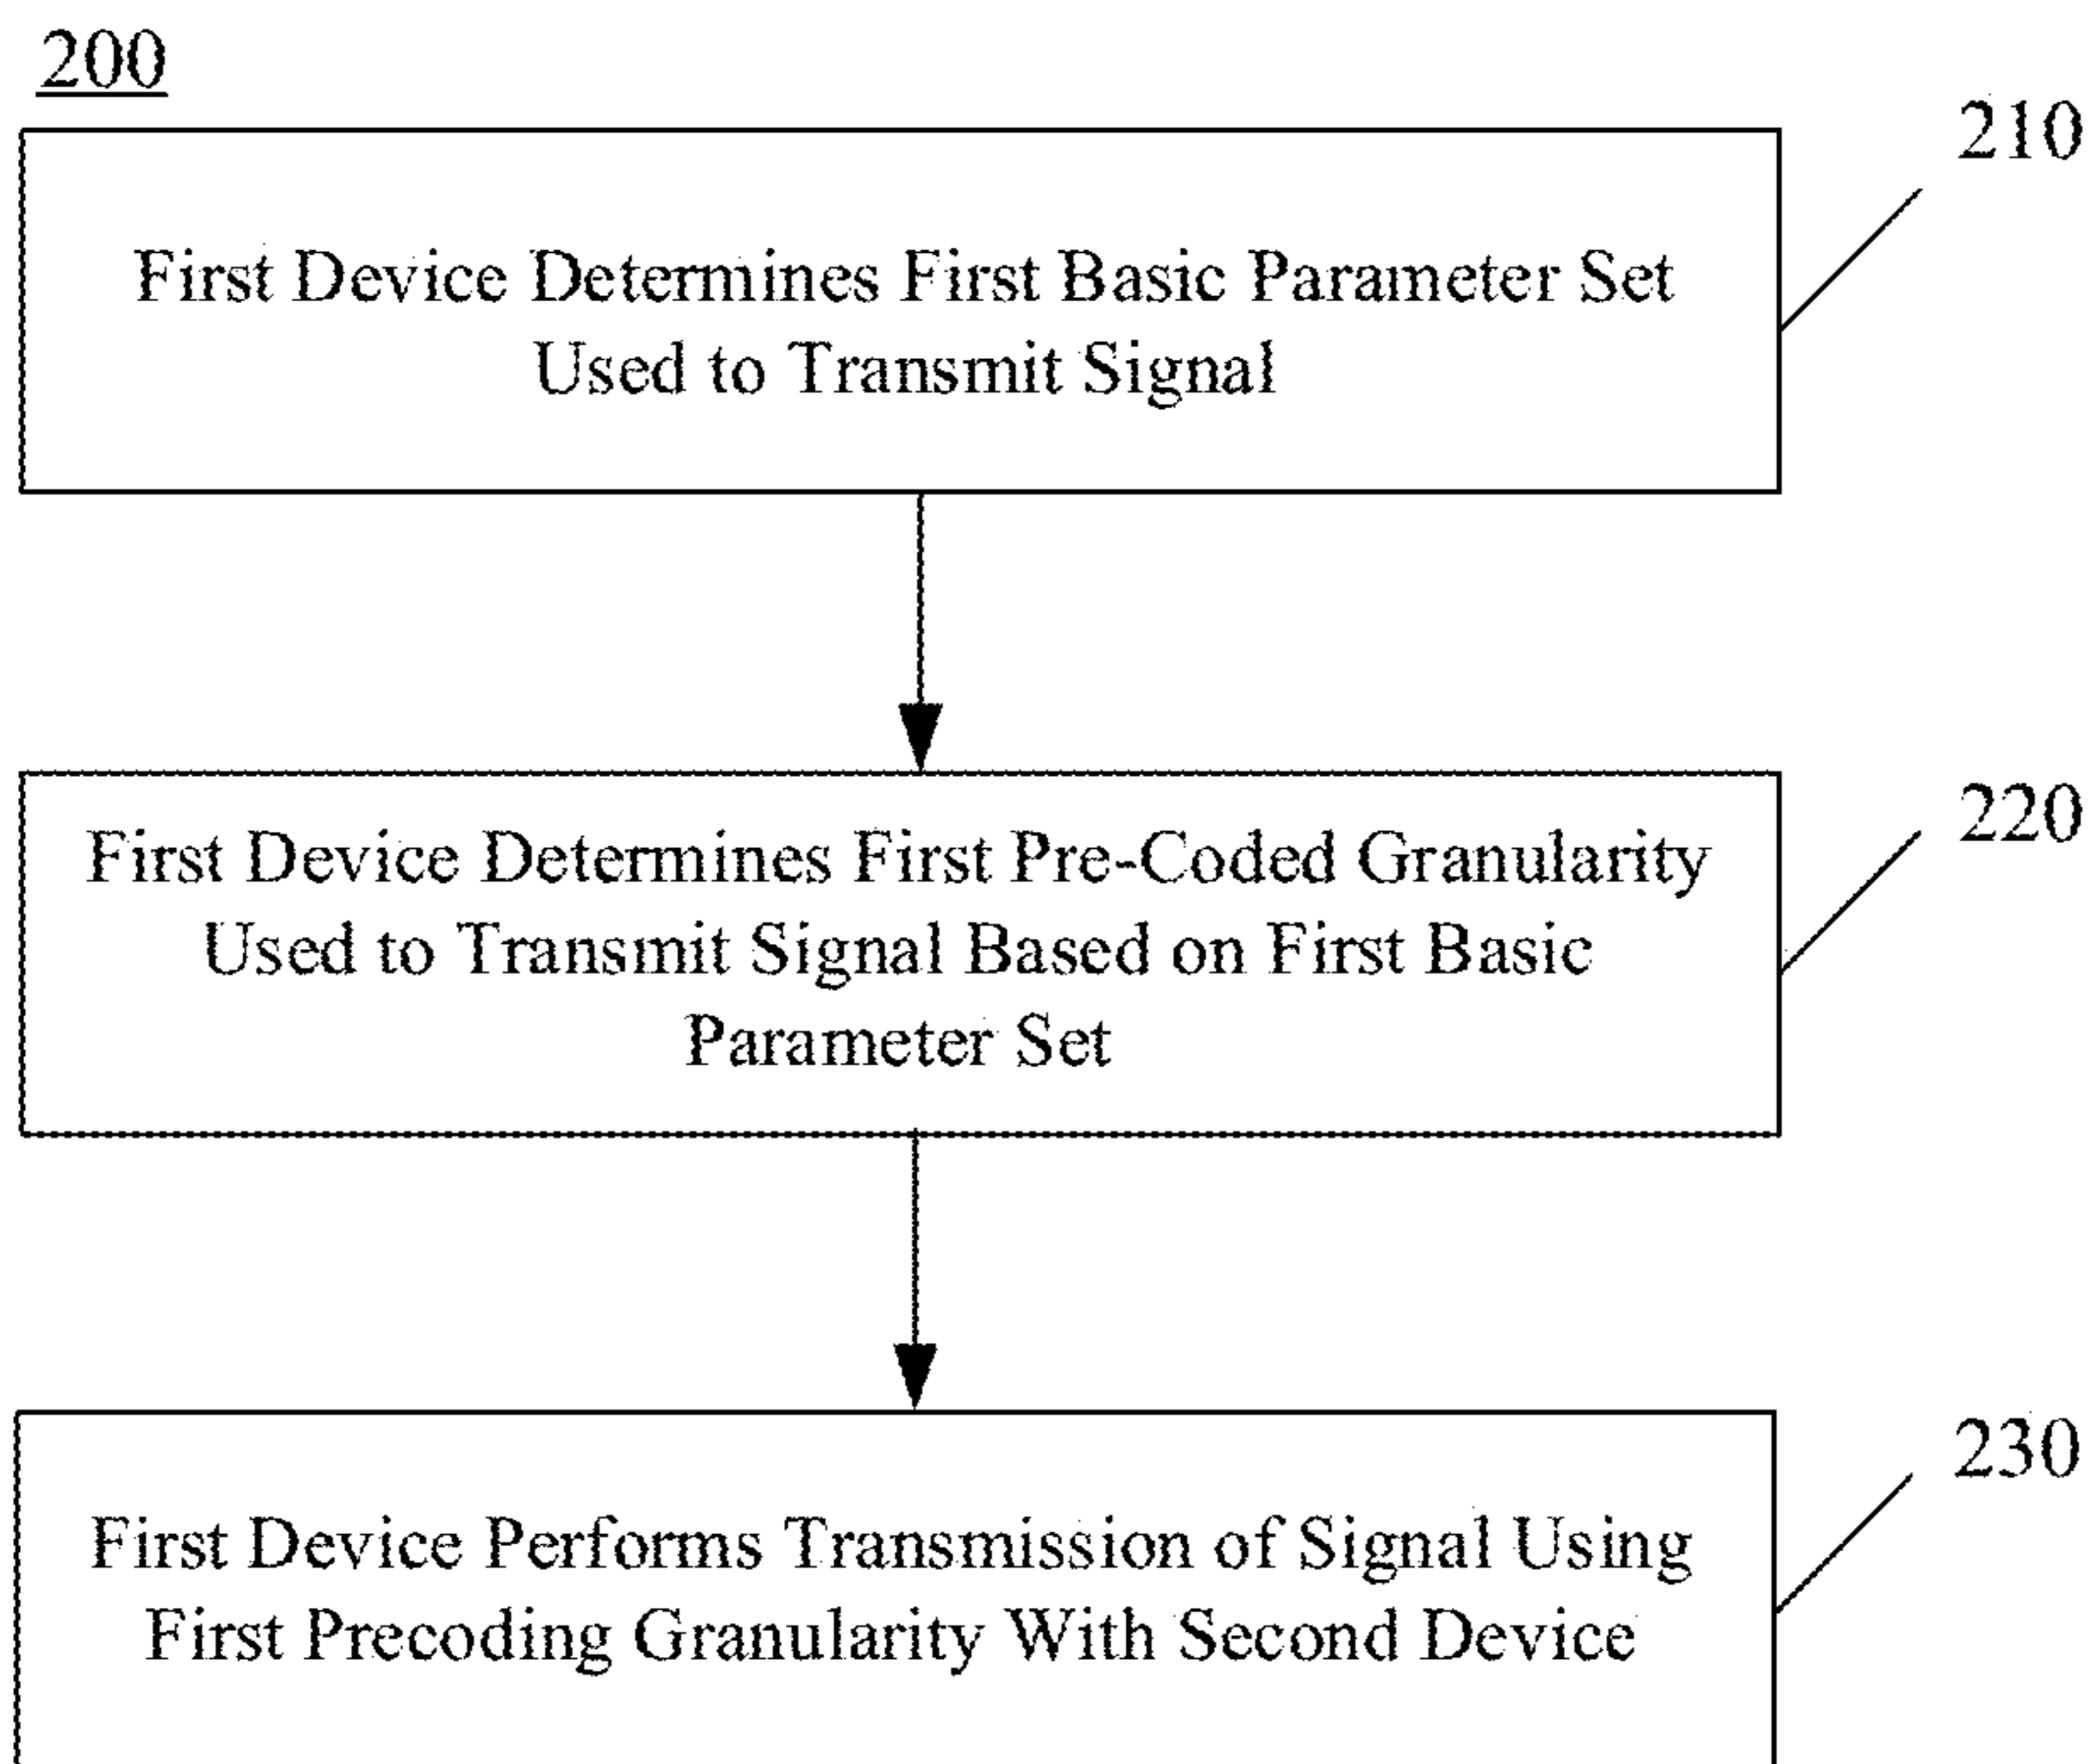 200
210
First Device Determines First Basic Parameter Set
Used to Transmit Signal
220
First Device Determines First Pre-Coded Granularity
Used to Transmit Signal Based on First Basic
Parameter Set
230
First Device Performs Transmission of Signal Using
First Precoding Granularity With Second Device